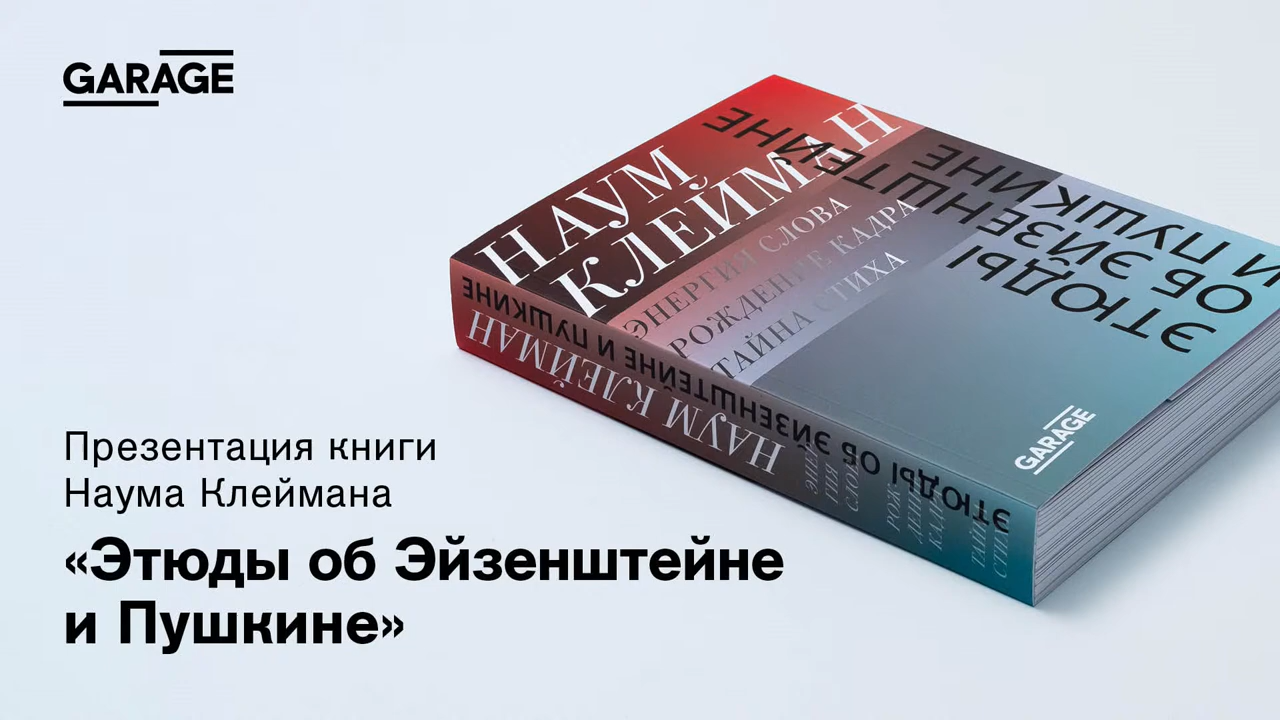 GARAGE
НАУМ
КЛЕЙМАН
ЭНЕРГИЯ СЛОВА
РОЖДЕНИЕ КАДРА
ТАЙНА СТИХА
ЭТЮДЫ
ОБ ЭЙЗЕНШТЕЙНЕ
И ПУШКИНЕ
GARAGE
ЭТЮДЫ ОБ ЭЙЗЕНШТЕЙНЕ И ПУШКИНЕ
НАУМ КЛЕЙМАН
Презентация книги
Наума Клеймана
«Этюды об Эйзенштейне
и Пушкине»